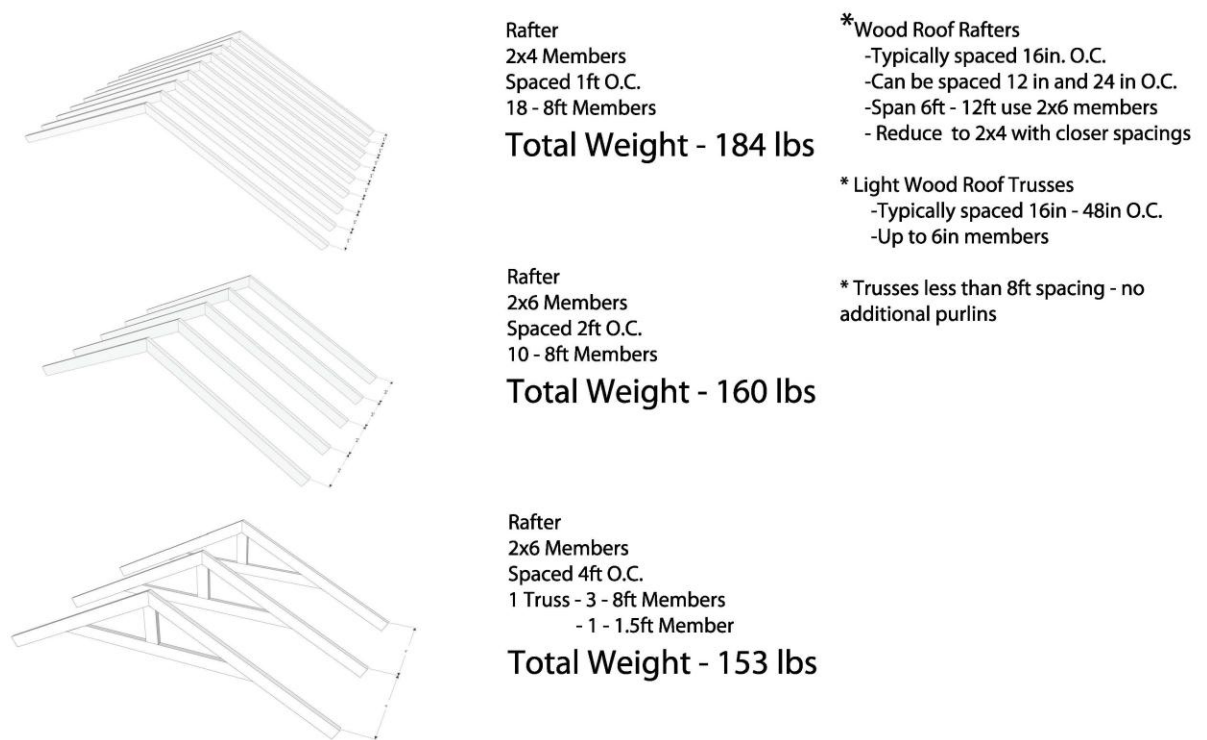 Rafter
2x4 Members
Spaced 1ft O.C.
18 - 8ft Members
Total Weight - 184 lbs
Rafter
2x6 Members
Spaced 2ft O.C.
10 - 8ft Members
Total Weight - 160 lbs
Rafter
2x6 Members
Spaced 4ft O.C.
1 Truss - 3 - 8ft Members
- 1 - 1.5ft Member
Total Weight - 153 lbs
*Wood Roof Rafters
-Typically spaced 16in. O.C.
-Can be spaced 12 in and 24 in O.C.
-Span 6ft - 12ft use 2x6 members
- Reduce to 2x4 with closer spacings
* Light Wood Roof Trusses
-Typically spaced 16in - 48in O.C.
-Up to 6in members
* Trusses less than 8ft spacing - no
additional purlins